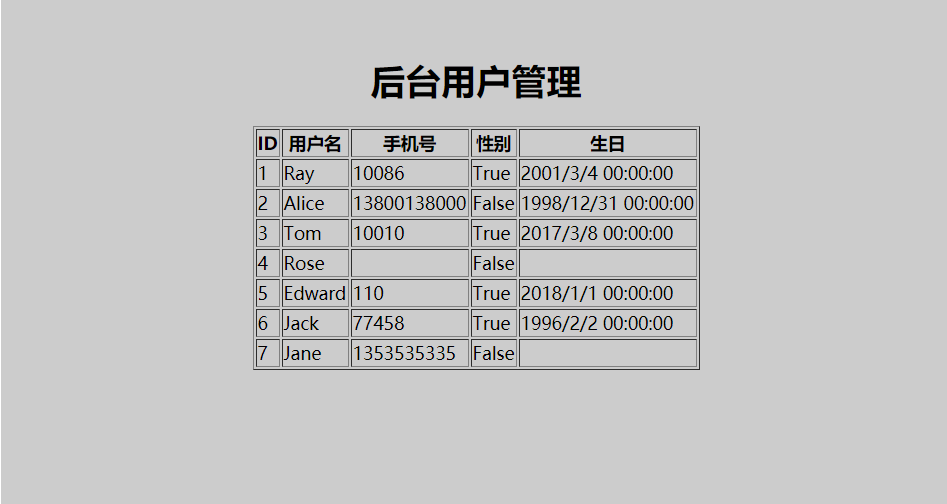 后台用户管理
ID 用户名 手机号 性别 生日
1 Ray 10086 True 2001/3/4 00:00:00
2 Alice 13800138000 False 1998/12/31 00:00:00
3 Tom 10010 True 2017/3/8 00:00:00
4 Rose False
5 Edward 110 True 2018/1/1 00:00:00
6 Jack 77458 True 1996/2/2 00:00:00
7 Jane 1353535335 False